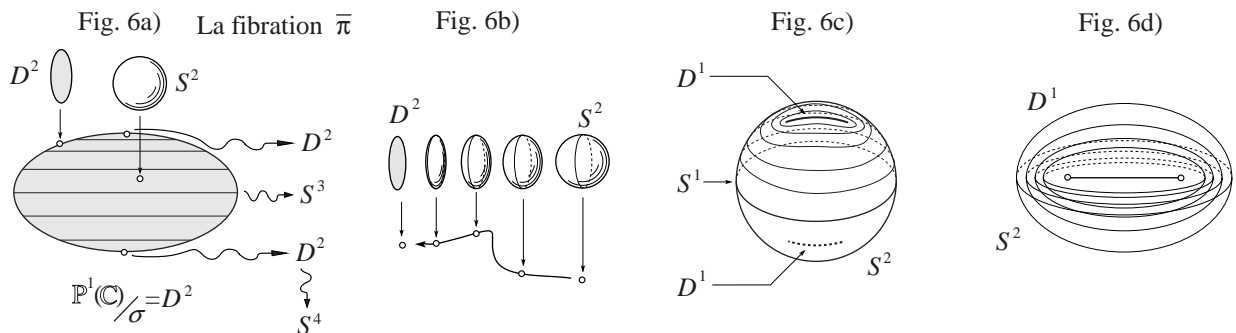 Fig. 6a)
La fibration π̅
D²
S²
D²
S³
D²
S⁴
ℙ¹(ℂ)/σ=D²
Fig. 6b)
D²
S²
Fig. 6c)
D¹
S¹
D¹
S²
Fig. 6d)
D¹
S²